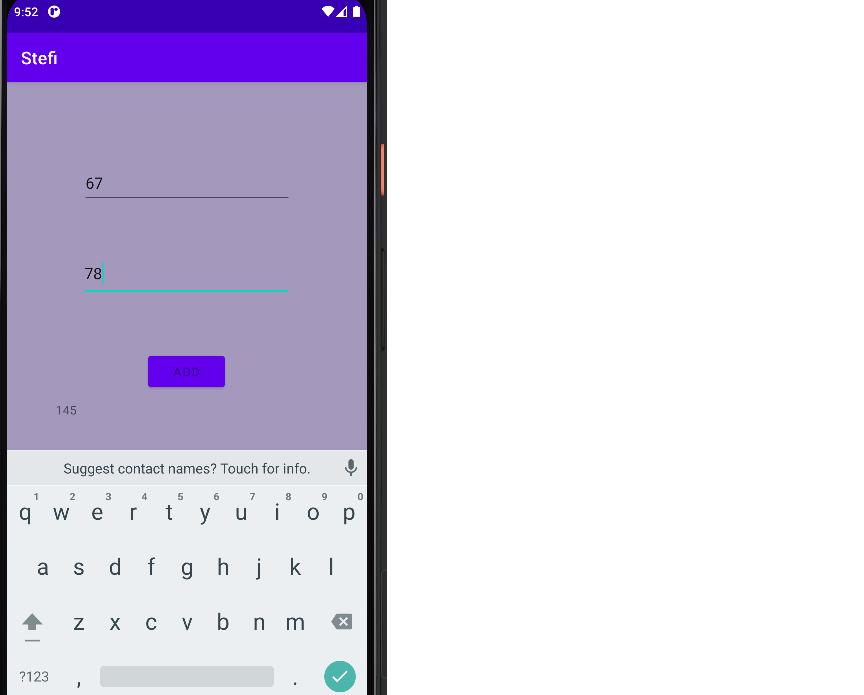 9:52
Stefi
67
78
ADD
145
Suggest contact names? Touch for info.
1 2 3 4 5 6 7 8 9 0
q w e r t y u i o p
a s d f g h j k l
z x c v b n m
?123 , .